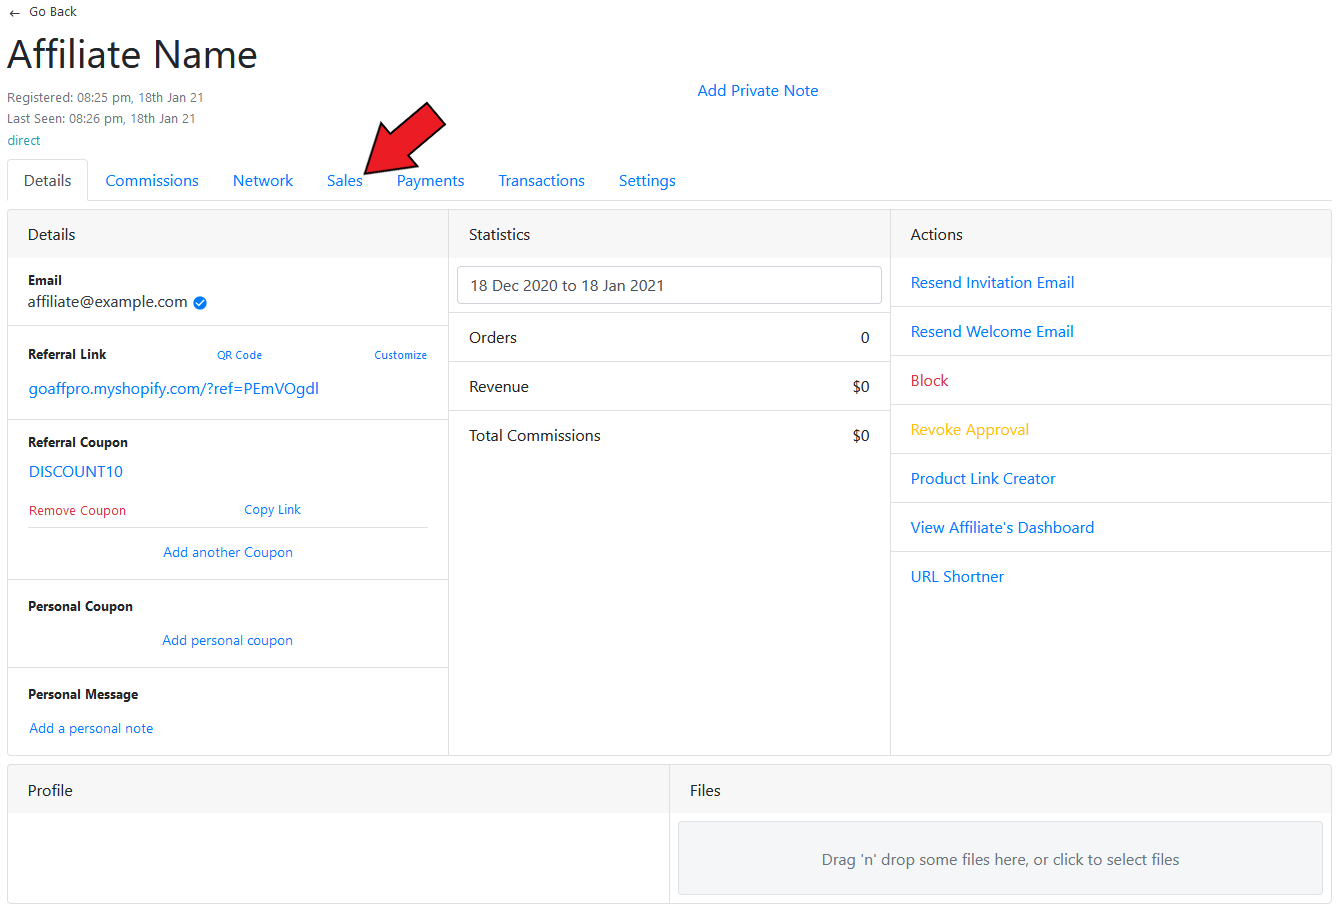 ← Go Back
Affiliate Name
Registered: 08:25 pm, 18th Jan 21
Last Seen: 08:26 pm, 18th Jan 21
direct
Add Private Note
Details Commissions Network Sales Payments Transactions Settings
Details
Email
affiliate@example.com
Referral Link QR Code Customize
goaffpro.myshopify.com/?ref=PEmVOgdl
Referral Coupon
DISCOUNT10
Remove Coupon Copy Link
Add another Coupon
Personal Coupon
Add personal coupon
Personal Message
Add a personal note
Statistics
18 Dec 2020 to 18 Jan 2021
Orders 0
Revenue $0
Total Commissions $0
Actions
Resend Invitation Email
Resend Welcome Email
Block
Revoke Approval
Product Link Creator
View Affiliate's Dashboard
URL Shortner
Profile
Files
Drag 'n' drop some files here, or click to select files